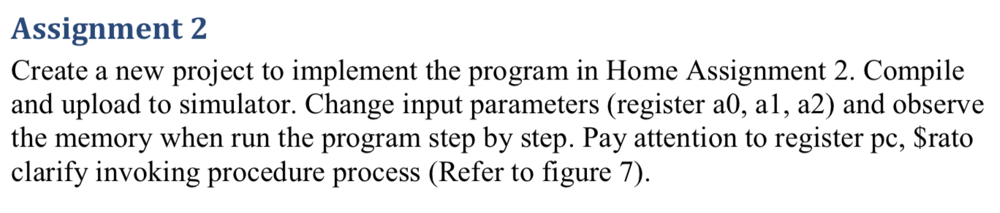 Assignment 2
Create a new project to implement the program in Home Assignment 2. Compile
and upload to simulator. Change input parameters (register a0, a1, a2) and observe
the memory when run the program step by step. Pay attention to register pc, $rato
clarify invoking procedure process (Refer to figure 7).